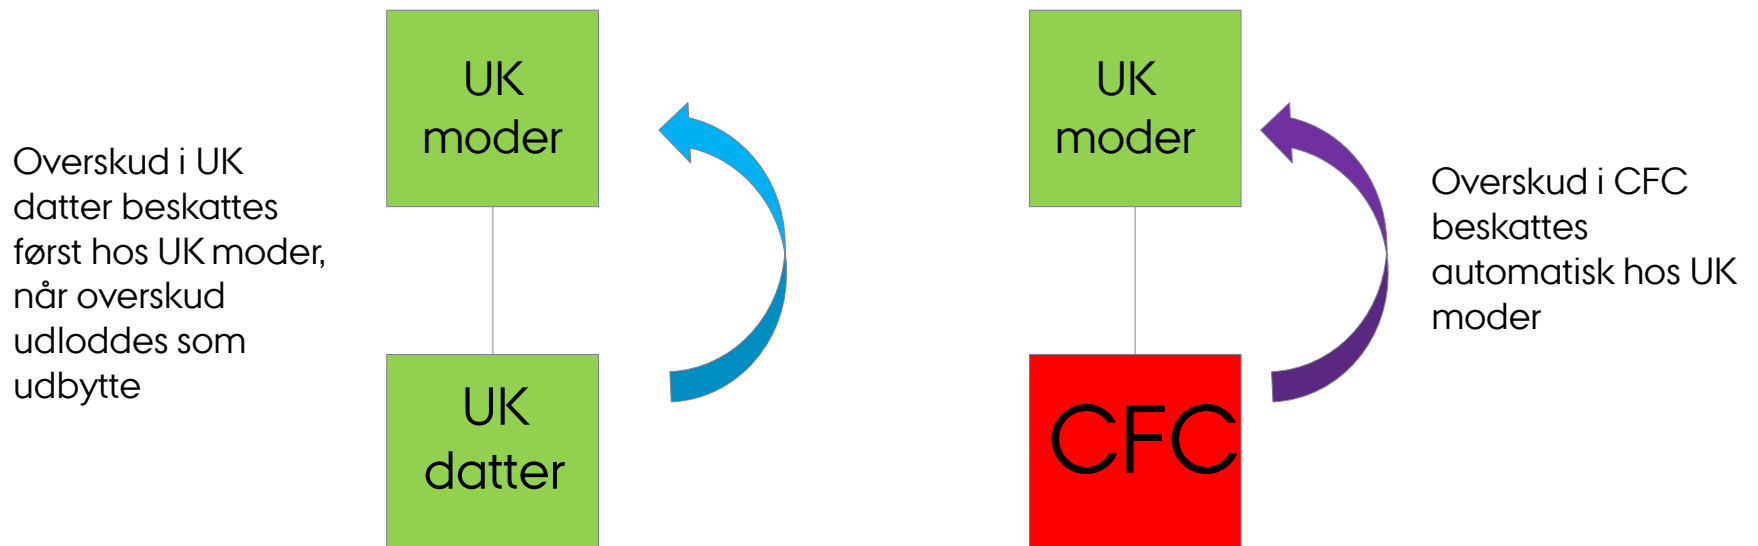 Overskud i UK
datter beskattes
først hos UK moder,
når overskud
udloddes som
udbytte
UK
moder
UK
datter
UK
moder
CFC
Overskud i CFC
beskattes
automatisk hos UK
moder